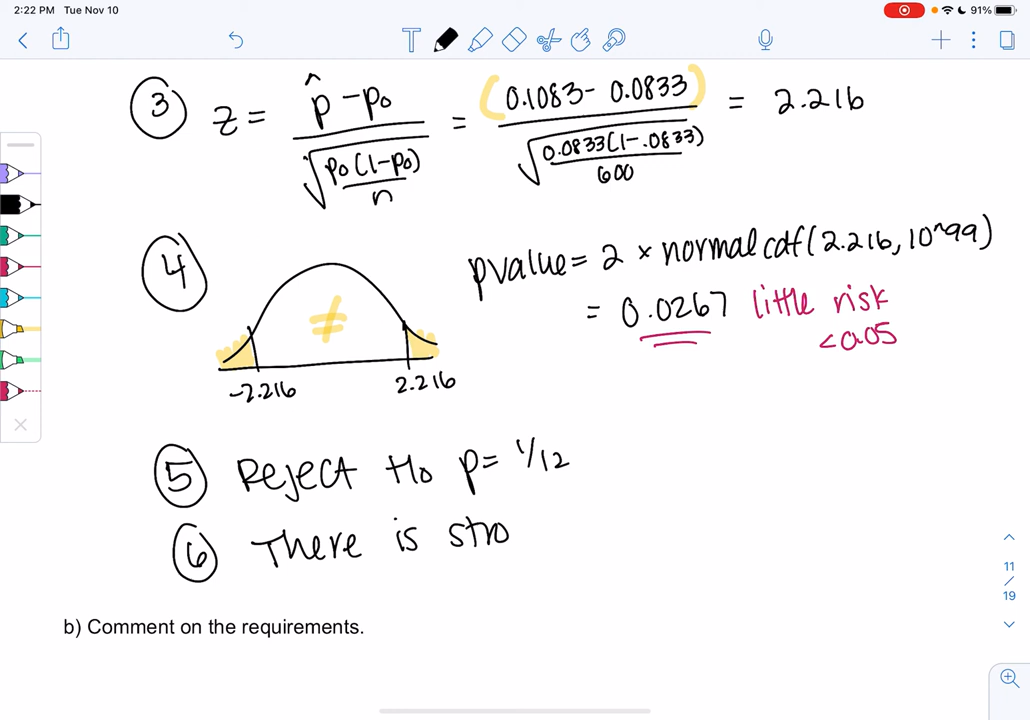 2:22 PM Tue Nov 10
91%
T
3 z = p̂ - p0 / √(p0(1-p0)/n) = (0.1083 - 0.0833) / √(0.0833(1-.0833)/600) = 2.216
4 pvalue = 2 × normalcdf(2.216, 10^99)
= 0.0267 little risk
<0.05
≠
-2.216 2.216
5 Reject Ho p= 1/12
6 There is stro
b) Comment on the requirements.
11
/
19